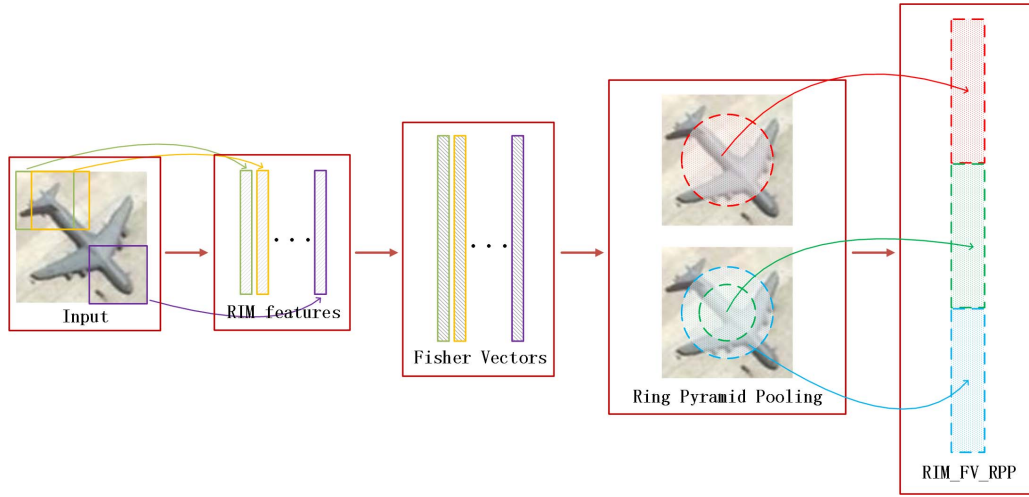 Input
RIM features
Fisher Vectors
Ring Pyramid Pooling
RIM_FV_RPP